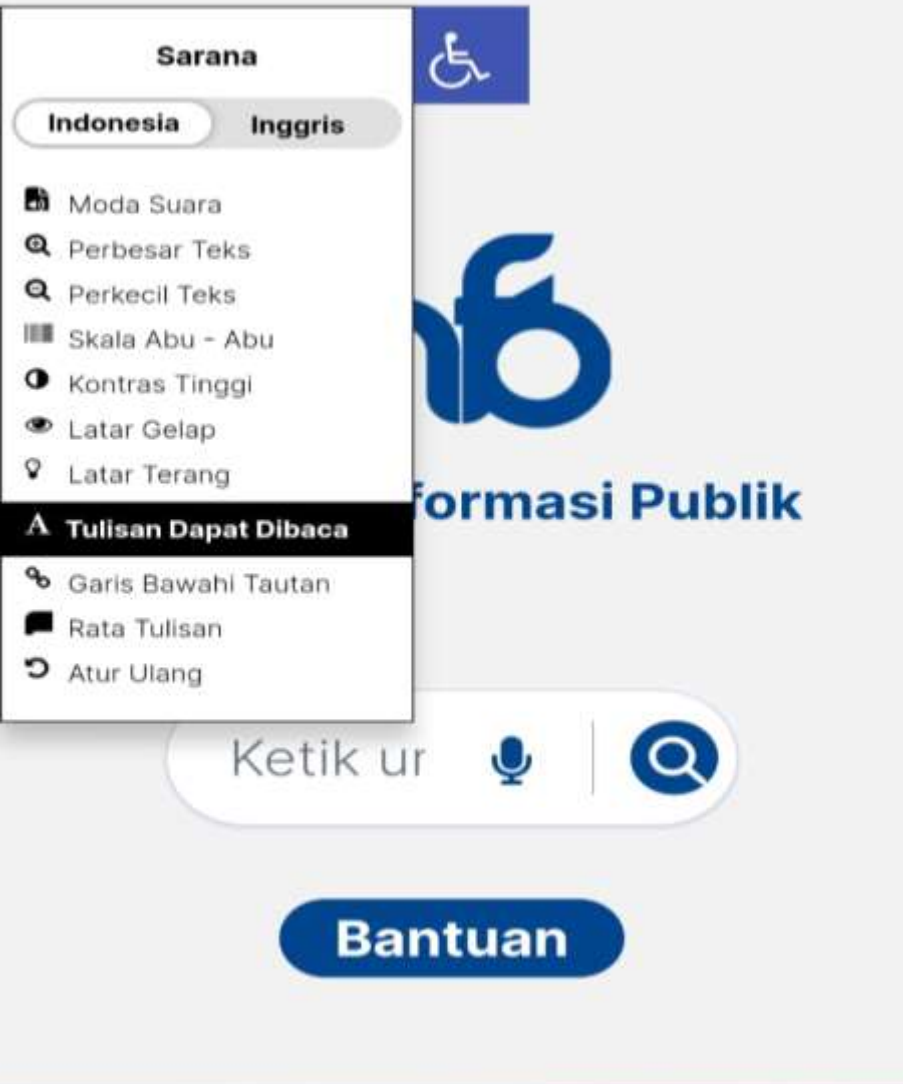 Sarana
Indonesia Inggris
Moda Suara
Perbesar Teks
Perkecil Teks
Skala Abu - Abu
Kontras Tinggi
Latar Gelap
Latar Terang
A Tulisan Dapat Dibaca
Garis Bawahi Tautan
Rata Tulisan
Atur Ulang
formasi Publik
Ketik ur
Bantuan